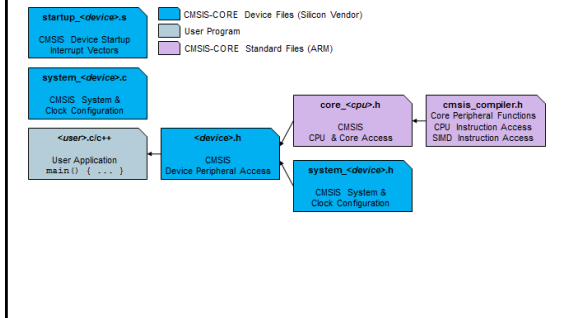 startup_<device>.s
CMSIS Device Startup
Interrupt Vectors
CMSIS-CORE Device Files (Silicon Vendor)
User Program
CMSIS-CORE Standard Files (ARM)
system_<device>.c
CMSIS System &
Clock Configuration
<user>.c/c++
User Application
main() { ... }
<device>.h
CMSIS
Device Peripheral Access
core_<cpu>.h
CMSIS
CPU & Core Access
cmsis_compiler.h
Core Peripheral Functions
CPU Instruction Access
SIMD Instruction Access
system_<device>.h
CMSIS System &
Clock Configuration